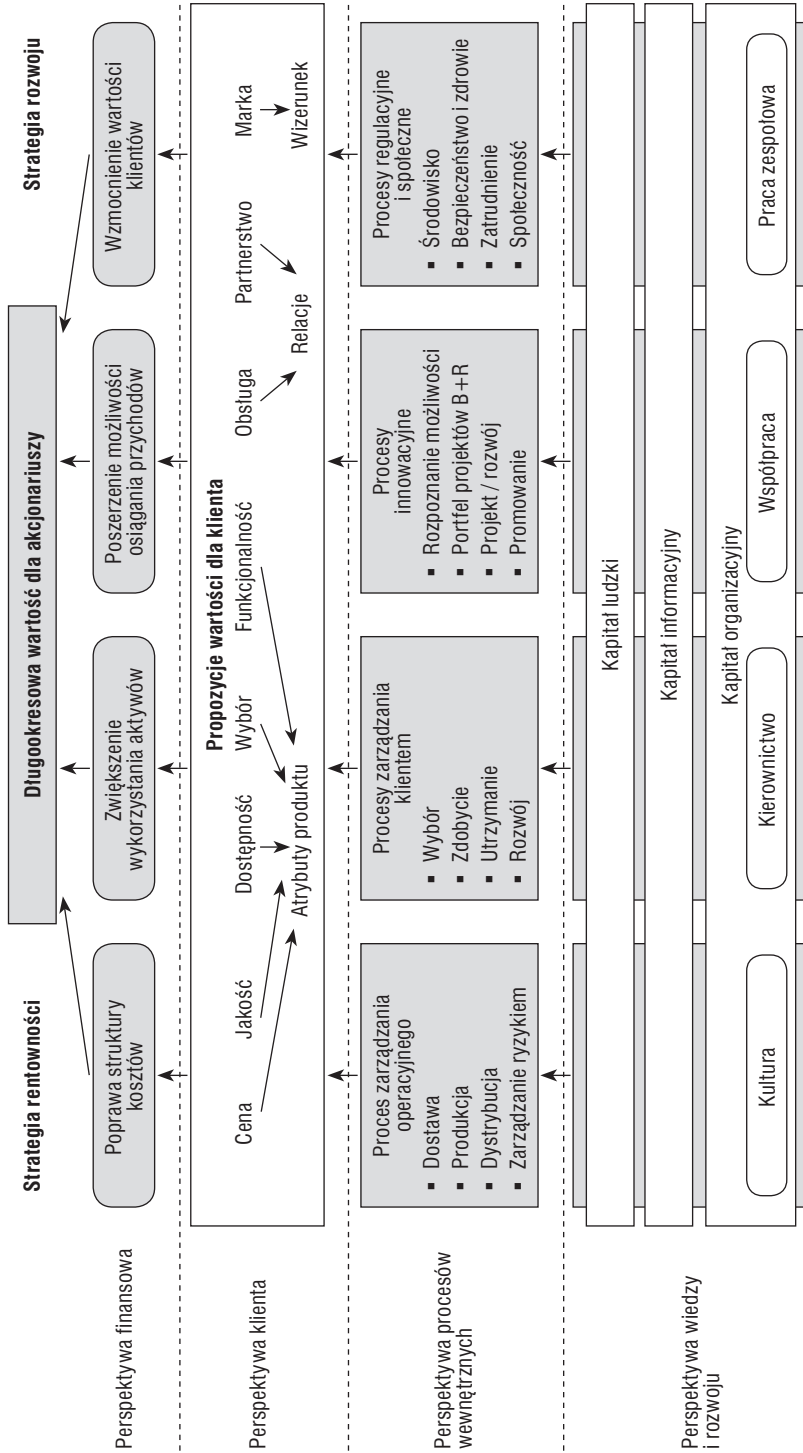 Strategia rentowności
Długookresowa wartość dla akcjonariuszy
Strategia rozwoju
Perspektywa finansowa
Poprawa struktury
kosztów
Zwiększenie
wykorzystania aktywów
Poszerzenie możliwości
osiągania przychodów
Wzmocnienie wartości
klientów
Perspektywa klienta
Propozycje wartości dla klienta
Cena
Jakość
Dostępność
Wybór
Funkcjonalność
Obsługa
Partnerstwo
Marka
Atrybuty produktu
Relacje
Wizerunek
Perspektywa procesów
wewnętrznych
Proces zarządzania
operacyjnego
▪ Dostawa
▪ Produkcja
▪ Dystrybucja
▪ Zarządzanie ryzykiem
Procesy zarządzania
klientem
▪ Wybór
▪ Zdobycie
▪ Utrzymanie
▪ Rozwój
Procesy
innowacyjne
▪ Rozpoznanie możliwości
▪ Portfel projektów B+R
▪ Projekt / rozwój
▪ Promowanie
Procesy regulacyjne
i społeczne
▪ Środowisko
▪ Bezpieczeństwo i zdrowie
▪ Zatrudnienie
▪ Społeczność
Perspektywa wiedzy
i rozwoju
Kapitał ludzki
Kapitał informacyjny
Kapitał organizacyjny
Kultura
Kierownictwo
Współpraca
Praca zespołowa